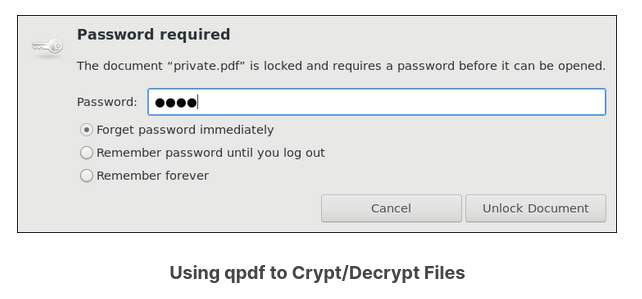 Password required
The document “private.pdf” is locked and requires a password before it can be opened.
Password: ●●●●
Forget password immediately
Remember password until you log out
Remember forever
Cancel Unlock Document
Using qpdf to Crypt/Decrypt Files